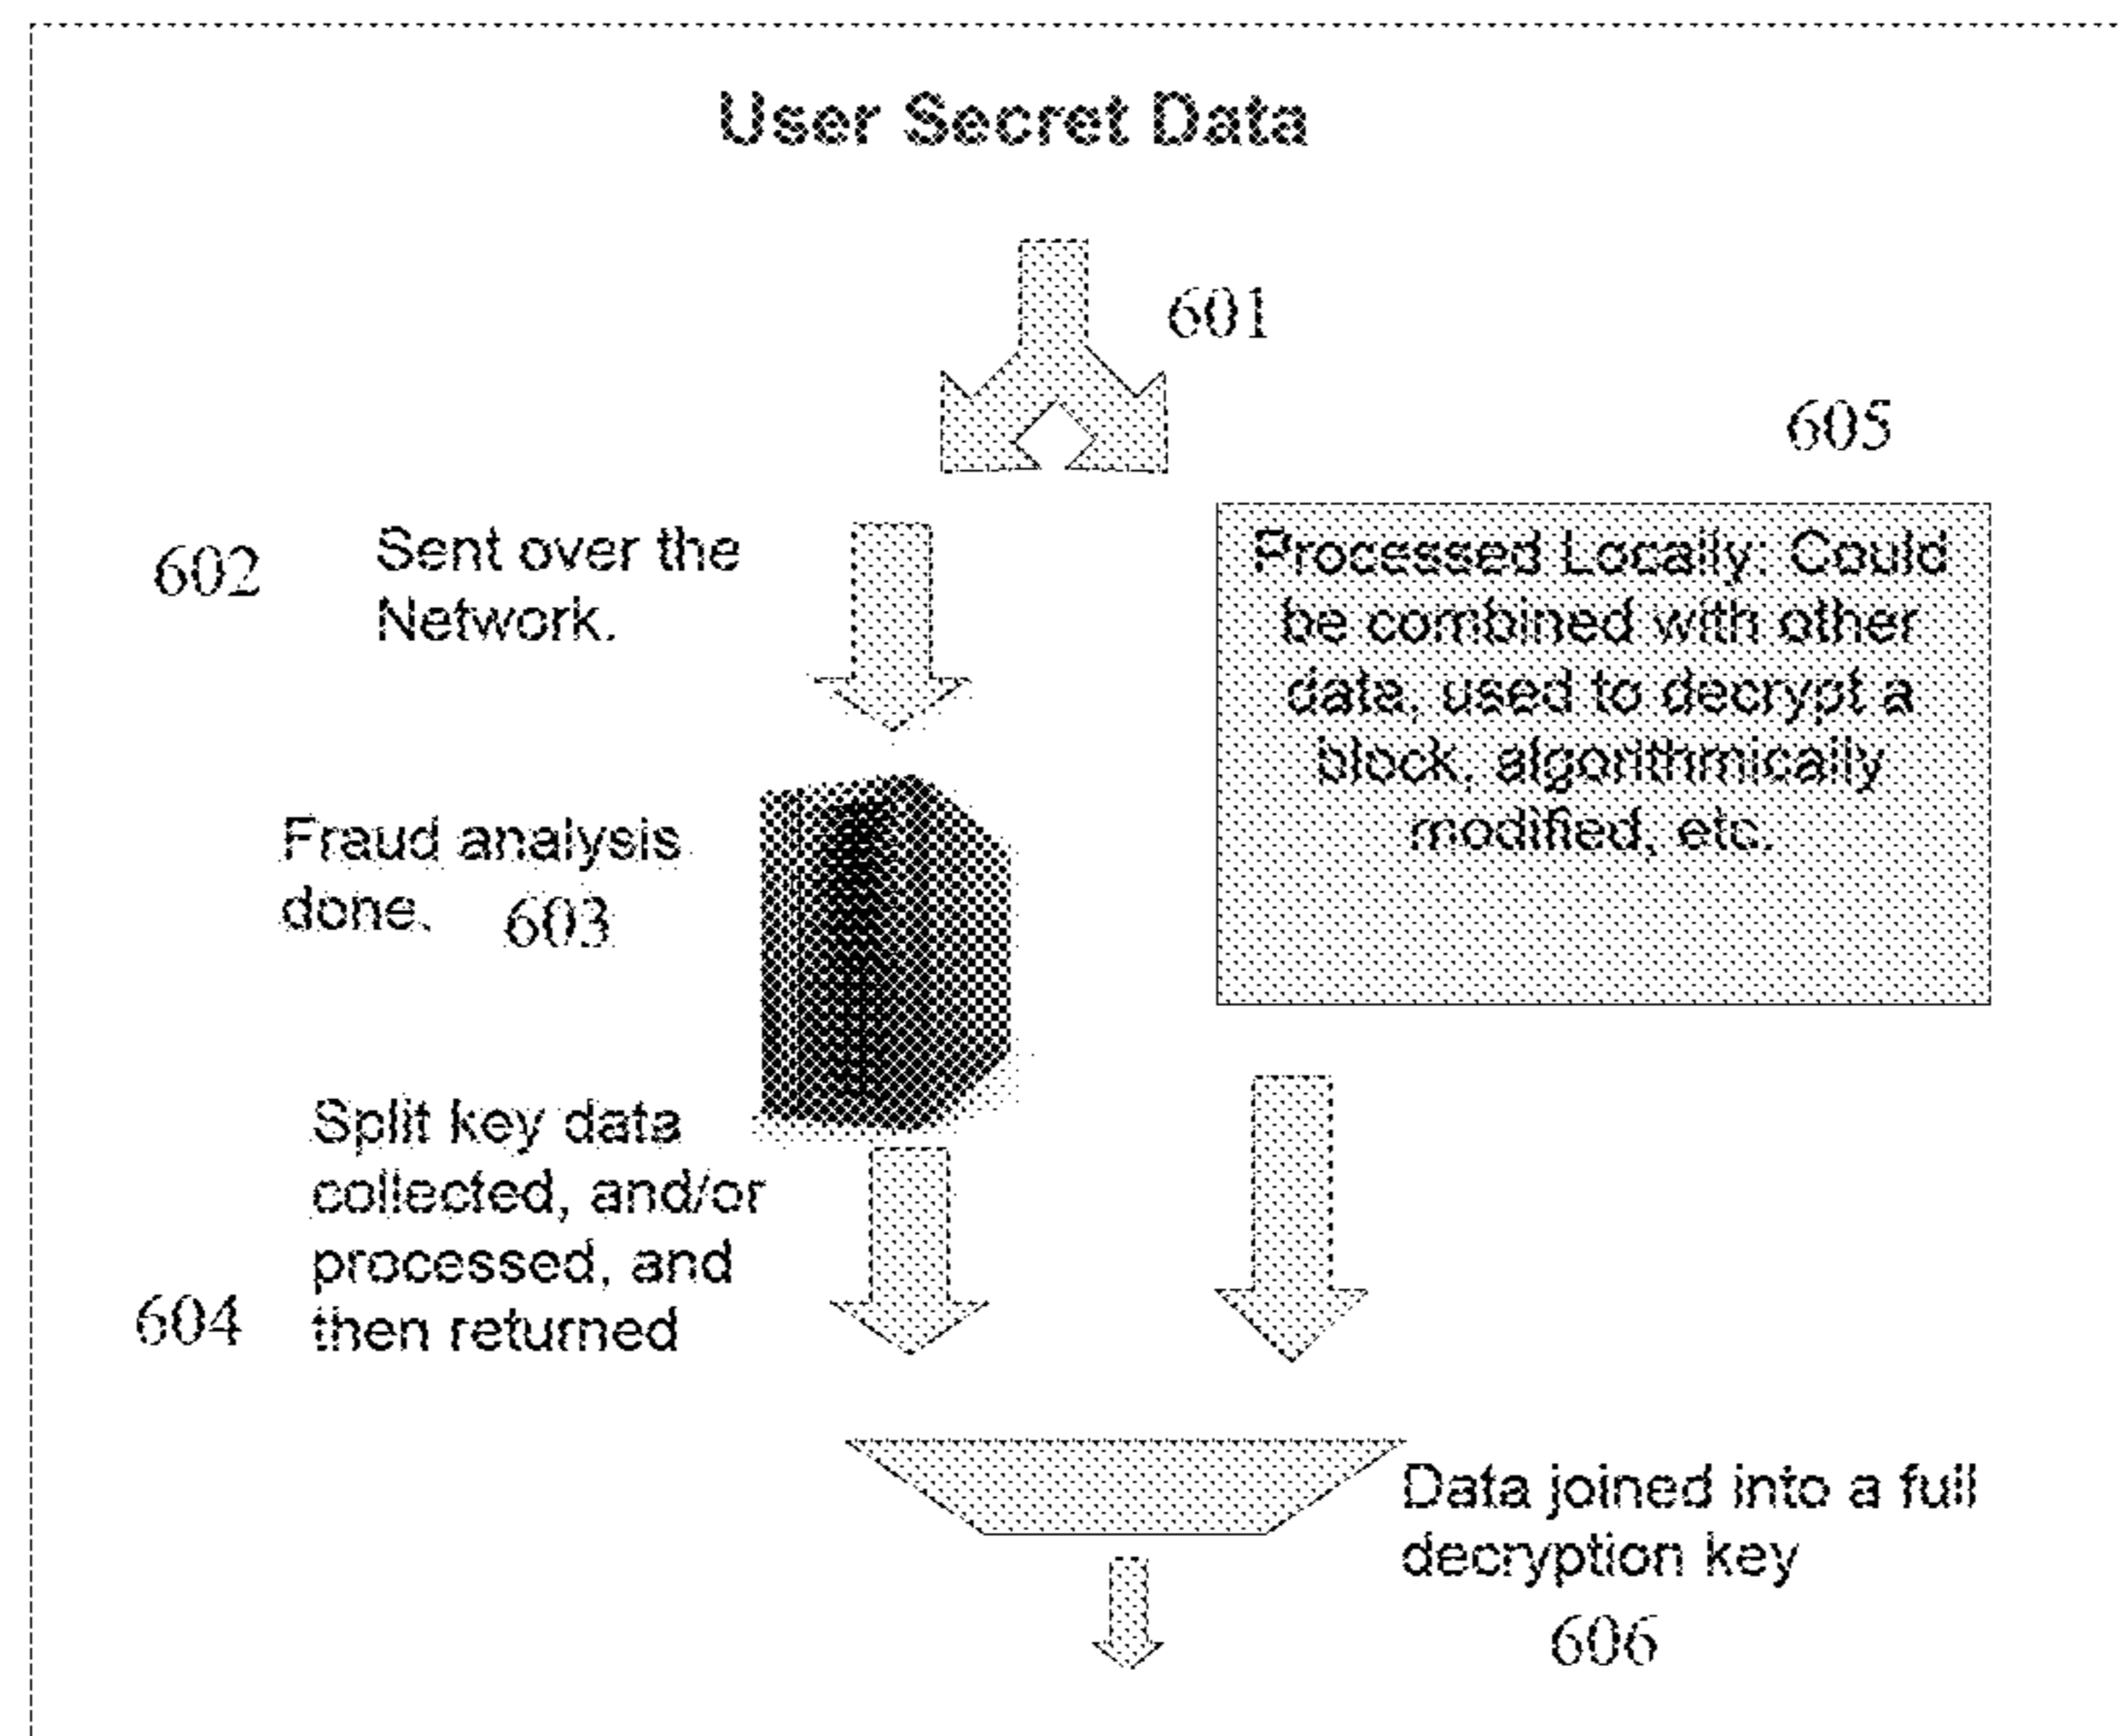 User Secret Data
601
605
602
Sent over the
Network.
Processed Locally: Could
be combined with other
data, used to decrypt a
block, algorithmically
modified, etc.
Fraud analysis
done.
603
Split key data
collected, and/or
processed, and
then returned
604
Data joined into a full
decryption key
606